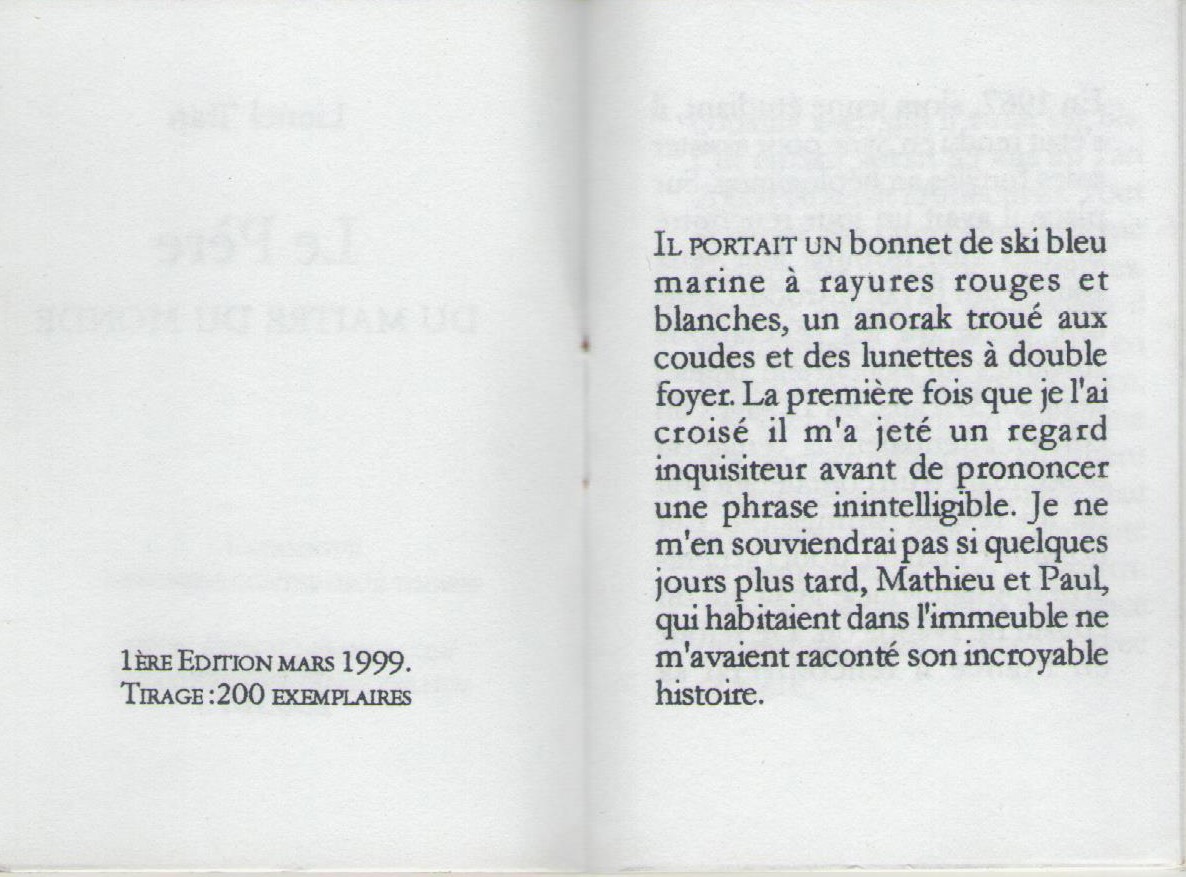 1ÈRE EDITION MARS 1999.
TIRAGE :200 EXEMPLAIRES
IL PORTAIT UN bonnet de ski bleu
marine à rayures rouges et
blanches, un anorak troué aux
coudes et des lunettes à double
foyer. La première fois que je l'ai
croisé il m'a jeté un regard
inquisiteur avant de prononcer
une phrase inintelligible. Je ne
m'en souviendrai pas si quelques
jours plus tard, Mathieu et Paul,
qui habitaient dans l'immeuble ne
m'avaient raconté son incroyable
histoire.